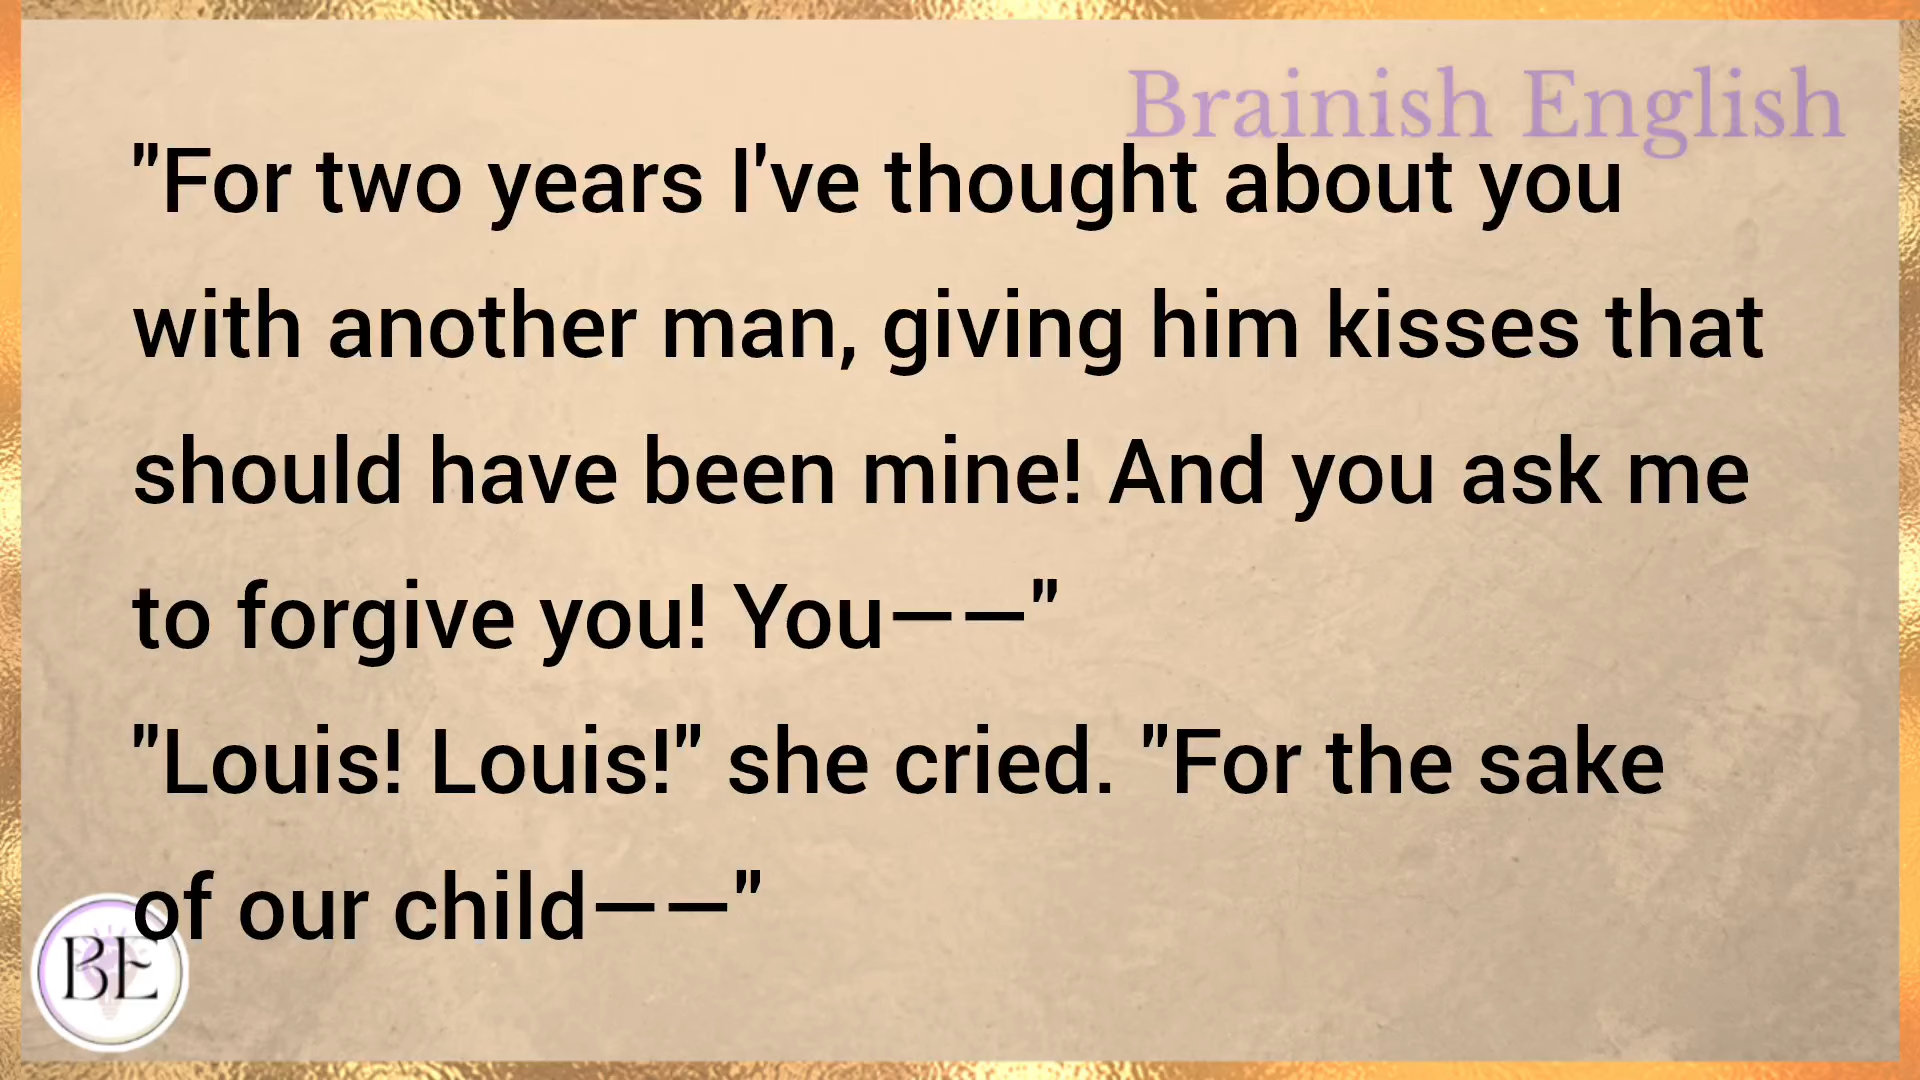 Brainish English
"For two years I've thought about you
with another man, giving him kisses that
should have been mine! And you ask me
to forgive you! You——"
"Louis! Louis!" she cried. "For the sake
of our child——"
BE